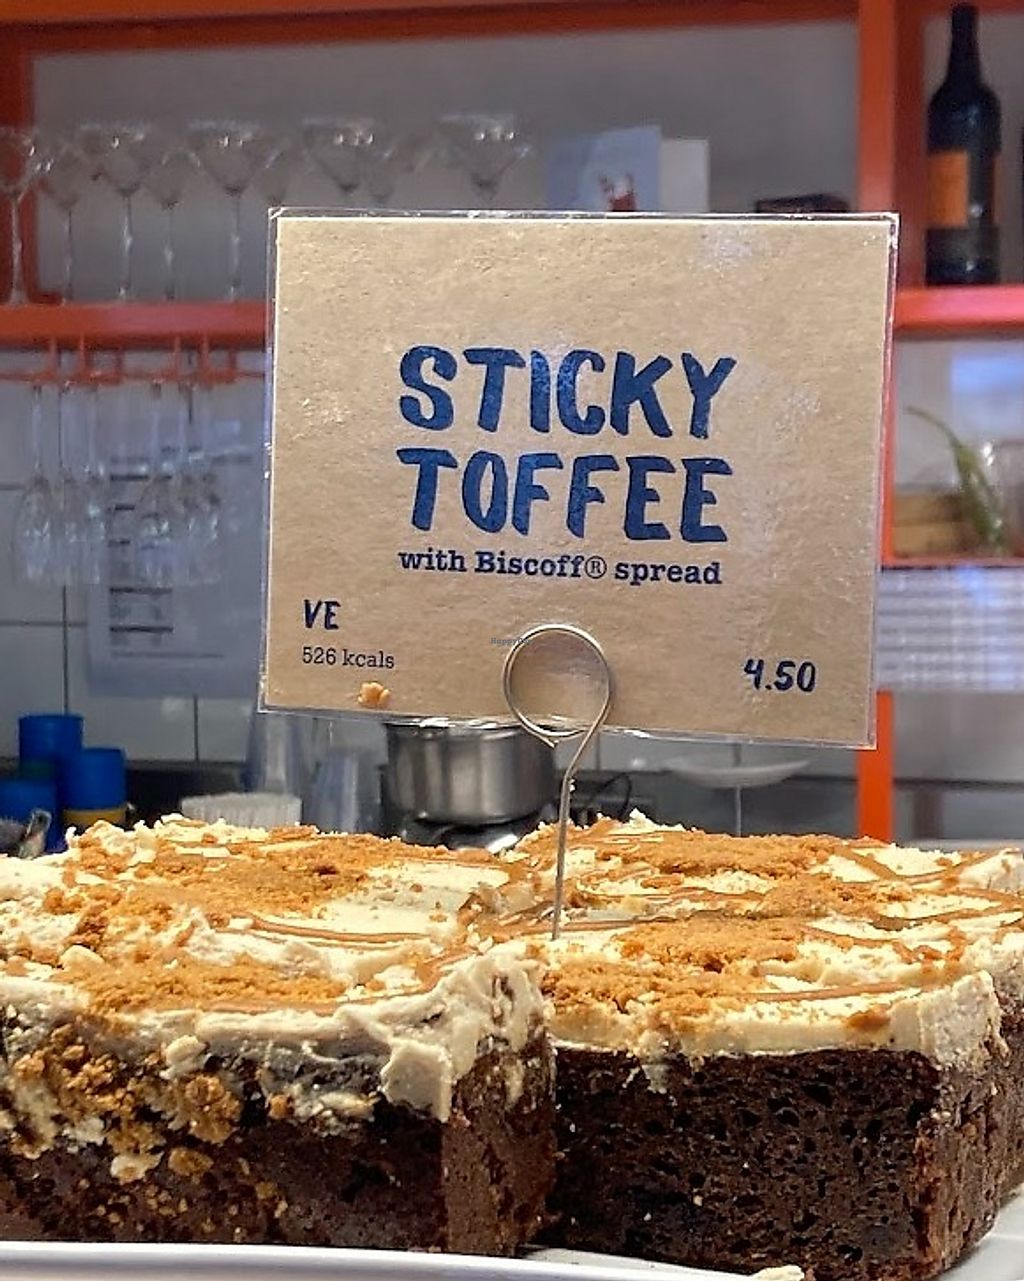 STICKY
TOFFEE
with Biscoff® spread
VE
526 kcals
4.50